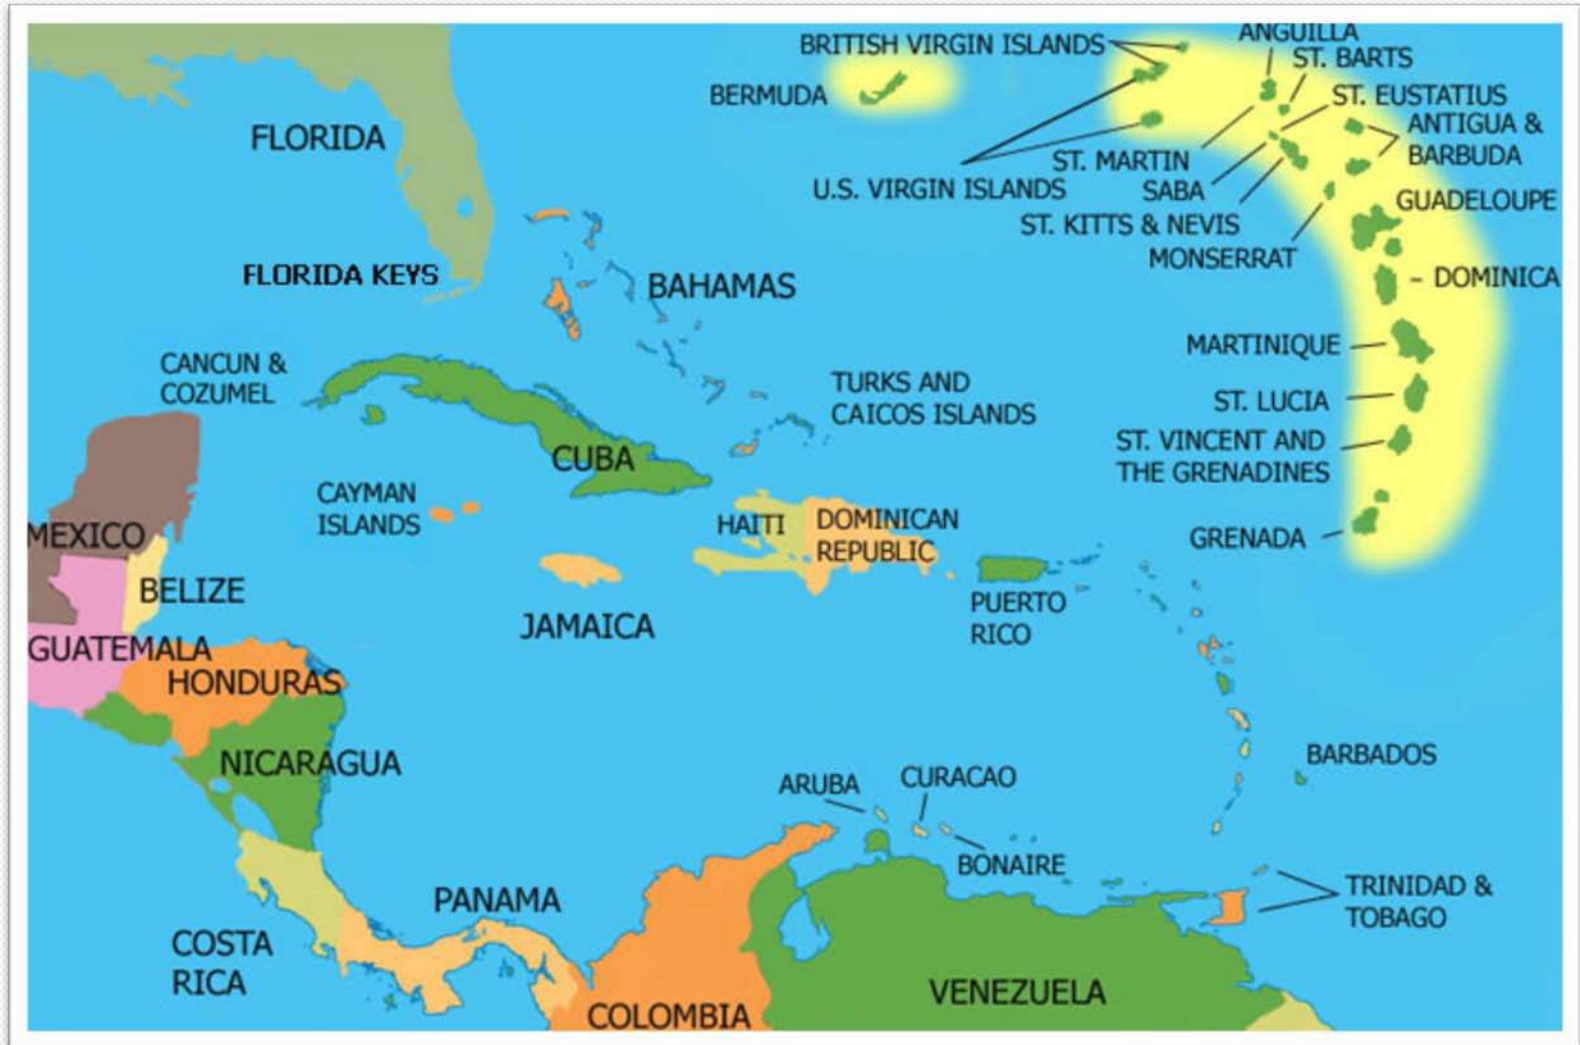 BRITISH VIRGIN ISLANDS
ANGUILLA
ST. BARTS
BERMUDA
ST. EUSTATIUS
FLORIDA
ANTIGUA &
BARBUDA
ST. MARTIN
U.S. VIRGIN ISLANDS
SABA
GUADELOUPE
ST. KITTS & NEVIS
MONSERRAT
FLORIDA KEYS
BAHAMAS
DOMINICA
MARTINIQUE
CANCUN &
COZUMEL
TURKS AND
CAICOS ISLANDS
ST. LUCIA
CUBA
ST. VINCENT AND
THE GRENADINES
CAYMAN
ISLANDS
HAITI
DOMINICAN
REPUBLIC
MEXICO
GRENADA
BELIZE
JAMAICA
PUERTO
RICO
GUATEMALA
HONDURAS
NICARAGUA
BARBADOS
ARUBA
CURACAO
BONAIRE
PANAMA
TRINIDAD &
TOBAGO
COSTA
RICA
VENEZUELA
COLOMBIA